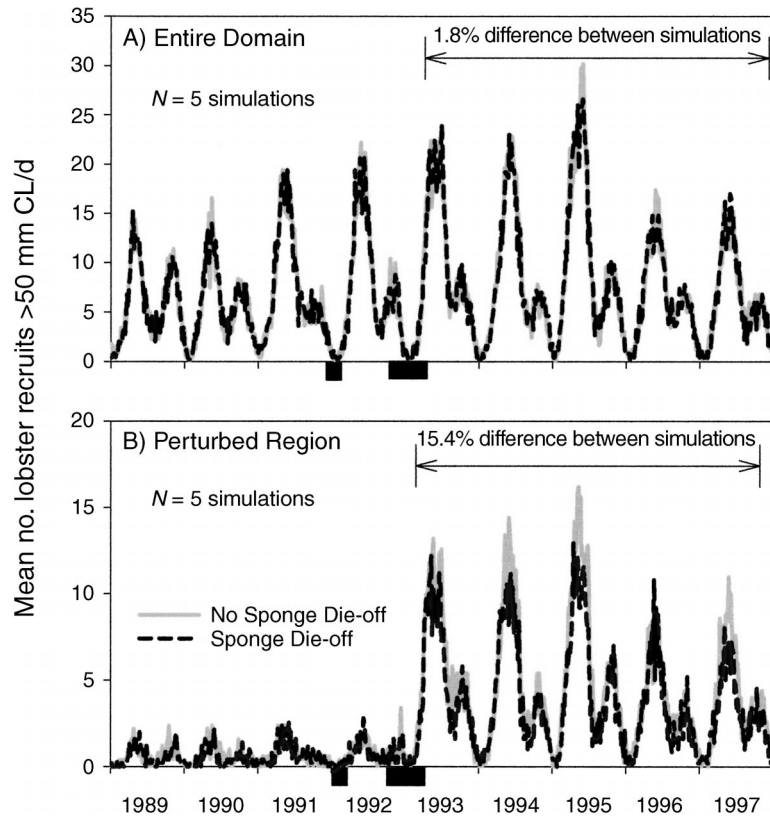 Mean no. lobster recruits >50 mm CL/d
35
30
25
20
15
10
5
0
A) Entire Domain
1.8% difference between simulations
N = 5 simulations
20
15
10
5
0
B) Perturbed Region
15.4% difference between simulations
N = 5 simulations
No Sponge Die-off
Sponge Die-off
1989 1990 1991 1992 1993 1994 1995 1996 1997